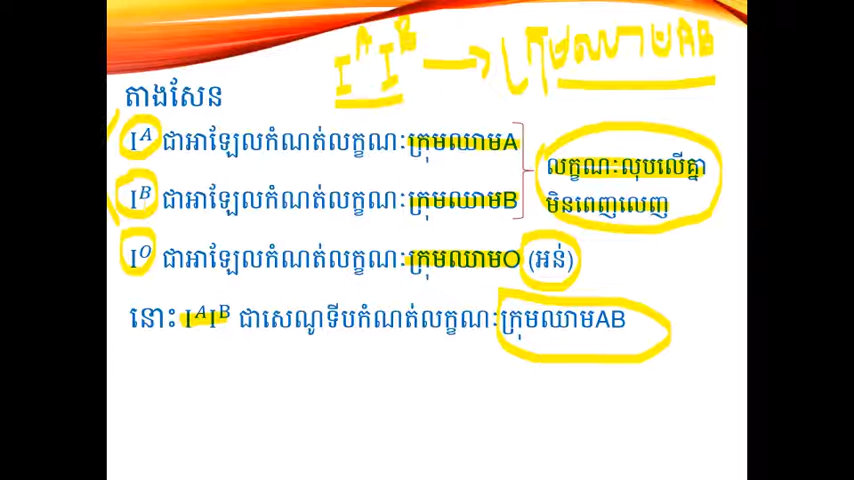 I^A I^B → ក្រុមឈាមAB
តាងសែន
I^A ជាអាឡែលកំណត់លក្ខណៈក្រុមឈាមA
I^B ជាអាឡែលកំណត់លក្ខណៈក្រុមឈាមB
លក្ខណៈលុបលើគ្នា
មិនពេញលេញ
I^O ជាអាឡែលកំណត់លក្ខណៈក្រុមឈាមO (អន់)
នោះ I^AI^B ជាសេណូទីបកំណត់លក្ខណៈក្រុមឈាមAB